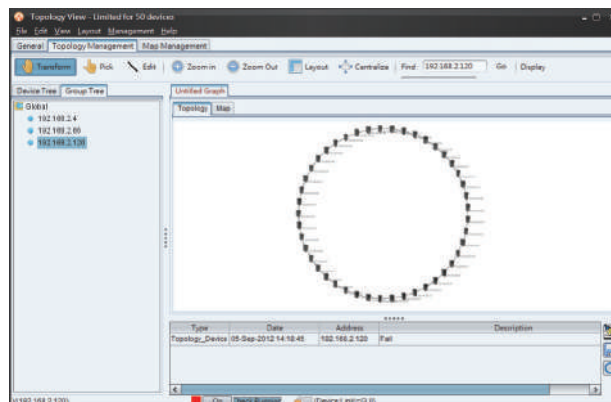 Topology View - Limited for 50 devices
File Edit View Layout Management Help
General Topology Management Map Management
Transform Pick Edit Zoom in Zoom Out Layout Centralize Find: 192.168.2.120 Go Display
Device Tree Group Tree Untitled Graph
Global Topology Map
192.168.2.4
192.168.2.66
192.168.2.120
Type Date Address Description
Topology_Device 05-Sep-2012 14:18:45 192.168.2.120 Fail
On